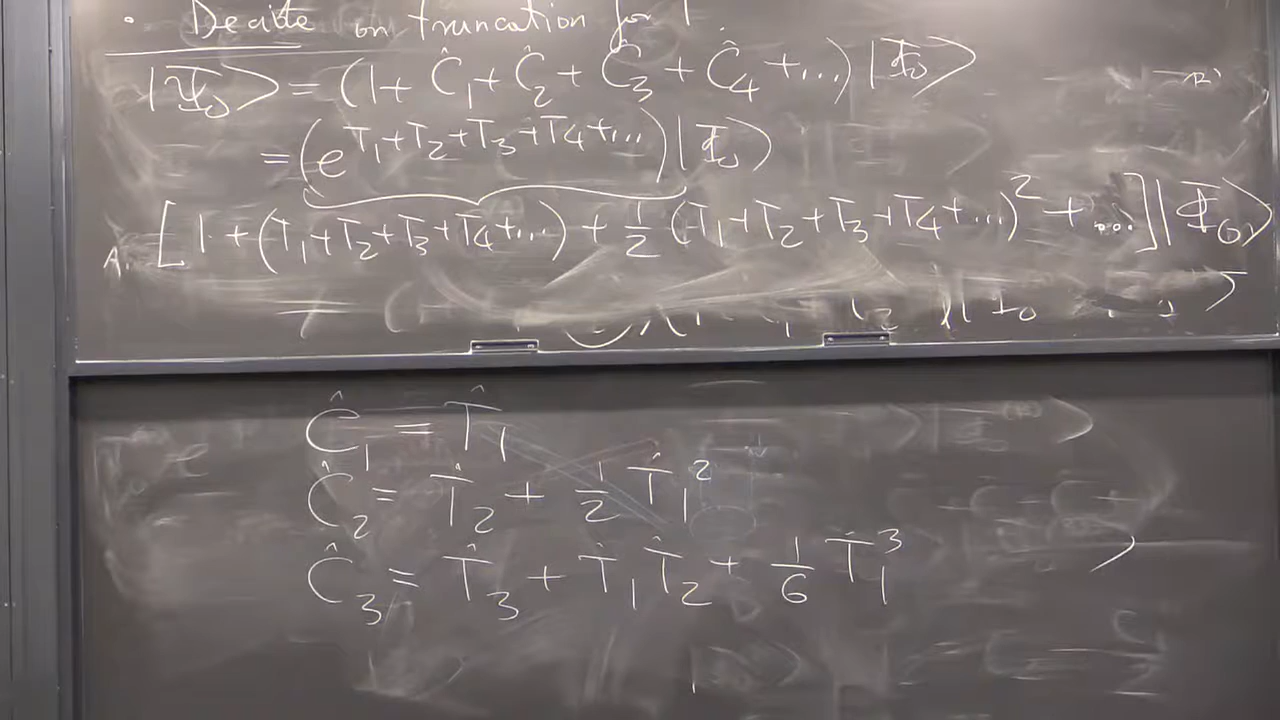 • Decide on truncation for T.
|Ψ₀⟩ = (1 + Ĉ₁ + Ĉ₂ + Ĉ₃ + Ĉ₄ + ...) |Φ₀⟩
= (e^{T₁+T₂+T₃+T₄+...}) |Φ₀⟩
[1 + (T₁+T₂+T₃+T₄+...) + 1/2 (T₁+T₂+T₃+T₄+...)² + ...] |Φ₀⟩
Ĉ₁ = T̂₁
Ĉ₂ = T̂₂ + 1/2 T̂₁²
Ĉ₃ = T̂₃ + T̂₁ T̂₂ + 1/6 T̂₁³